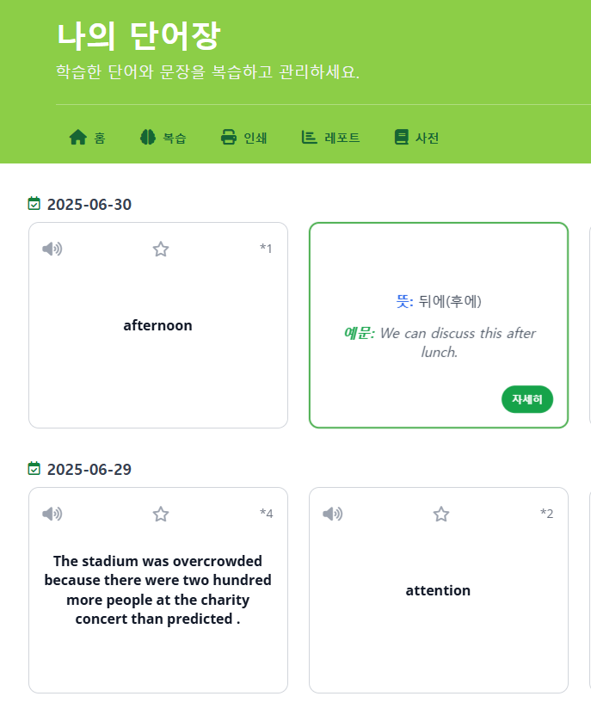 나의 단어장
학습한 단어와 문장을 복습하고 관리하세요.
홈 복습 인쇄 레포트 사전
2025-06-30
*1
afternoon
뜻: 뒤에(후에)
예문: We can discuss this after
lunch.
자세히
2025-06-29
*4
The stadium was overcrowded
because there were two hundred
more people at the charity
concert than predicted .
*2
attention